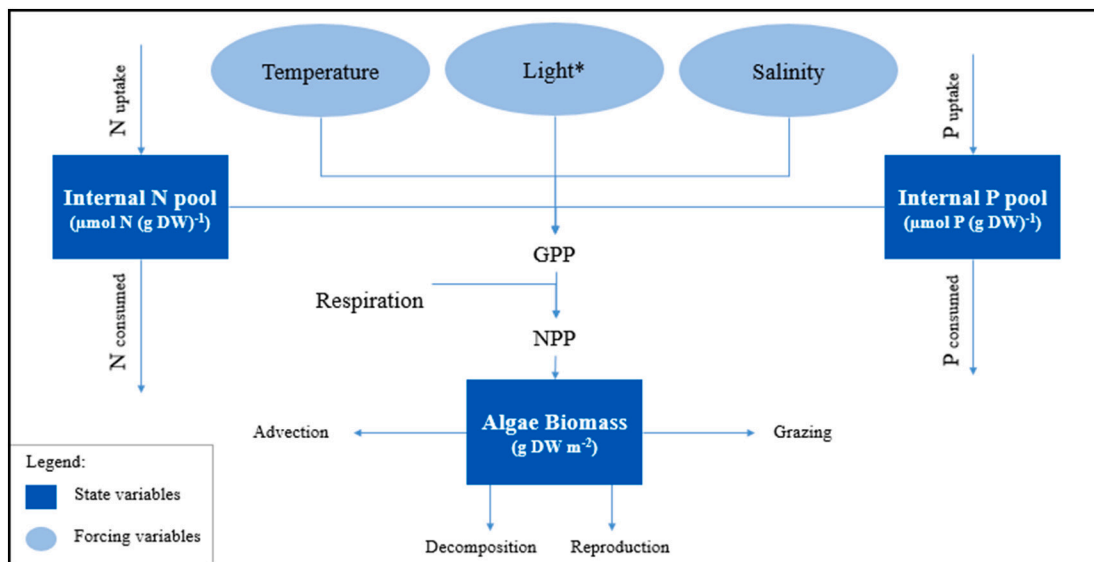 N uptake
Temperature
Light*
Salinity
P uptake
Internal N pool
(µmol N (g DW)-1)
Internal P pool
(µmol P (g DW)-1)
GPP
Respiration
N consumed
NPP
P consumed
Algae Biomass
(g DW m-2)
Advection
Grazing
Decomposition
Reproduction
Legend:
State variables
Forcing variables